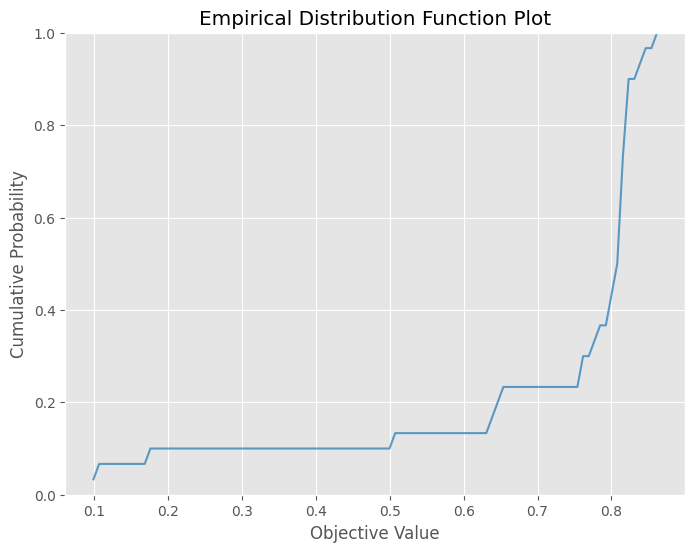 Empirical Distribution Function Plot
1.0
0.8
0.6
0.4
0.2
0.0
Cumulative Probability
0.1 0.2 0.3 0.4 0.5 0.6 0.7 0.8
Objective Value